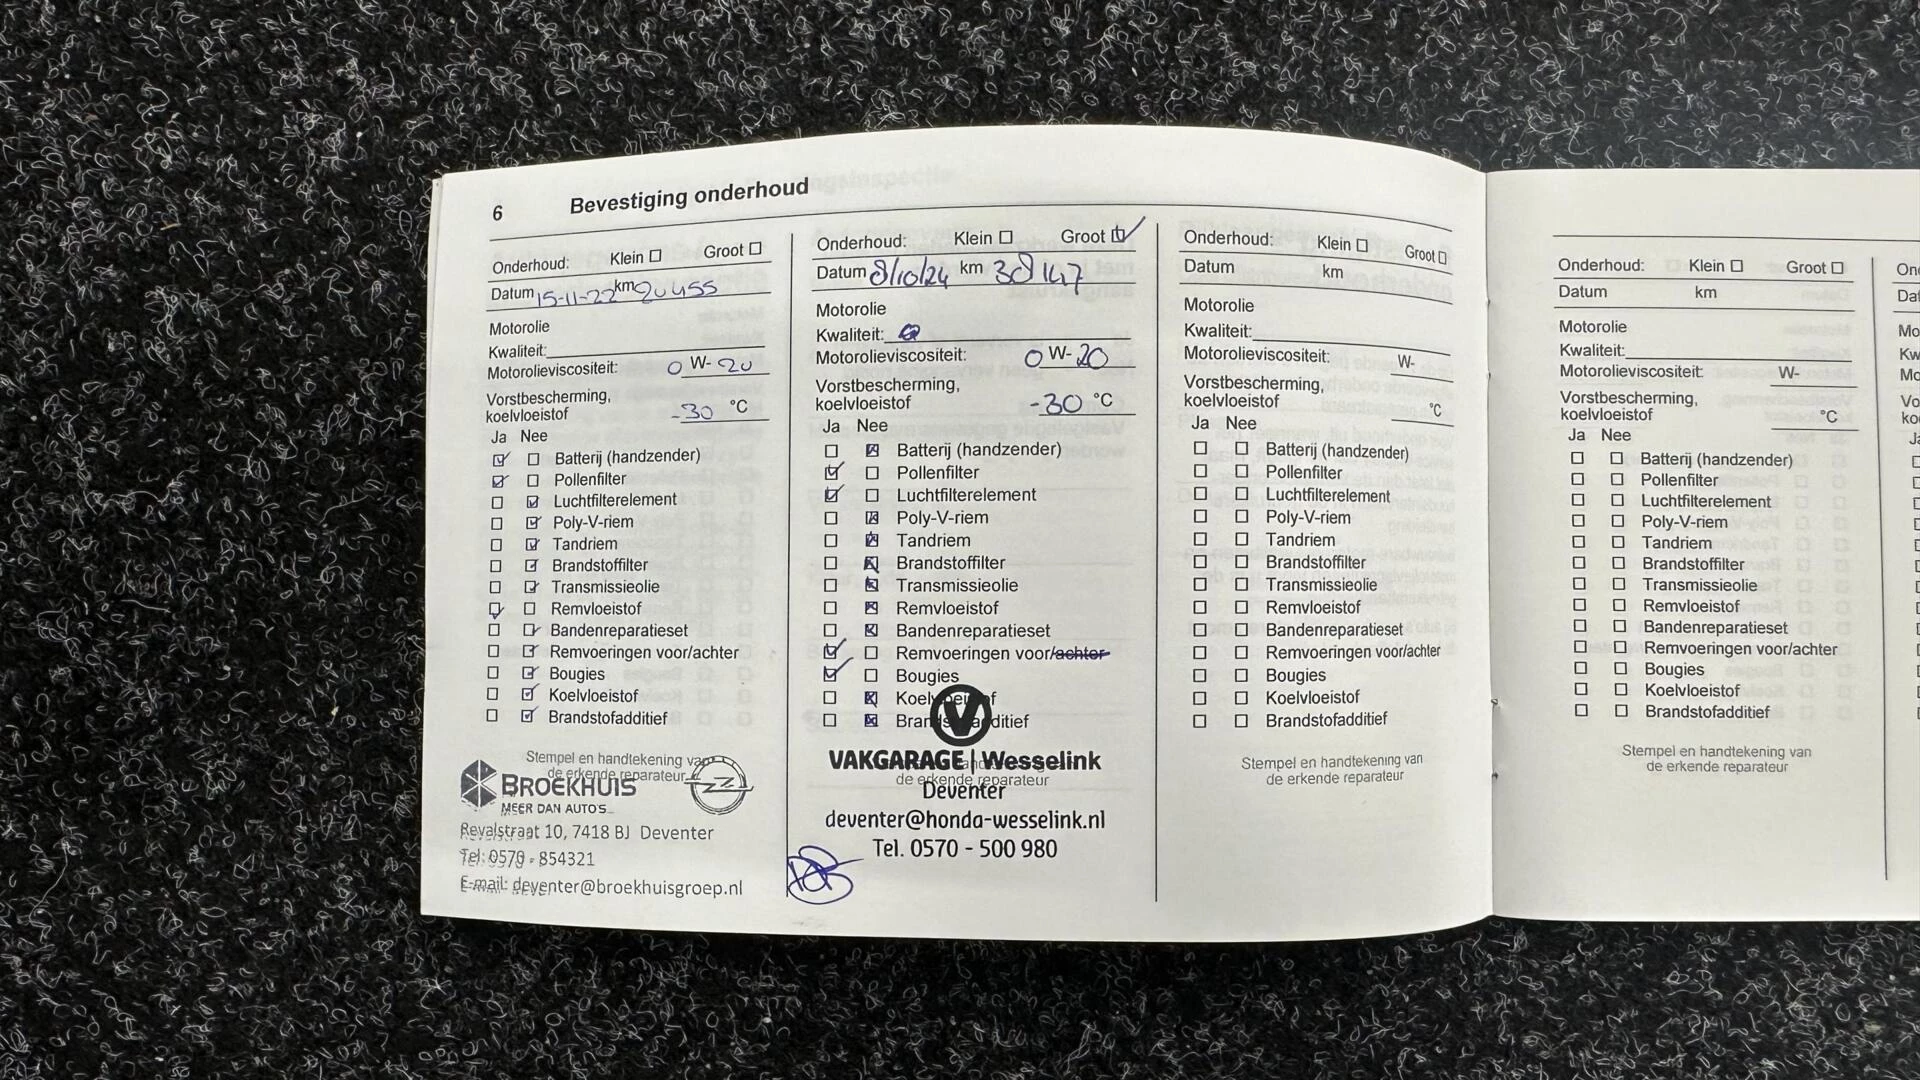 6 Bevestiging onderhoud
Onderhoud: Klein ☐ Groot ☐
Datum 15-11-22 km 20455
Motorolie
Kwaliteit:
Motorolieviscositeit: 0 W- 20
Vorstbescherming,
koelvloeistof -30 °C
Ja Nee
☑ ☐ Batterij (handzender)
☑ ☐ Pollenfilter
☐ ☑ Luchtfilterelement
☐ ☑ Poly-V-riem
☐ ☑ Tandriem
☐ ☑ Brandstoffilter
☐ ☑ Transmissieolie
☑ ☐ Remvloeistof
☐ ☑ Bandenreparatieset
☐ ☑ Remvoeringen voor/achter
☐ ☑ Bougies
☐ ☑ Koelvloeistof
☐ ☑ Brandstofadditief
Stempel en handtekening van
de erkende reparateur
BROEKHUIS
MEER DAN AUTO'S
Revalstraat 10, 7418 BJ Deventer
Tel: 0570 - 854321
E-mail: deventer@broekhuisgroep.nl
Onderhoud: Klein ☐ Groot ☑
Datum 8/10/24 km 38147
Motorolie
Kwaliteit:
Motorolieviscositeit: 0 W- 20
Vorstbescherming,
koelvloeistof -30 °C
Ja Nee
☐ ☒ Batterij (handzender)
☑ ☐ Pollenfilter
☑ ☐ Luchtfilterelement
☐ ☒ Poly-V-riem
☐ ☒ Tandriem
☐ ☒ Brandstoffilter
☐ ☒ Transmissieolie
☐ ☒ Remvloeistof
☐ ☒ Bandenreparatieset
☑ ☐ Remvoeringen voor/achter
☑ ☐ Bougies
☐ ☒ Koelvloeistof
☐ ☒ Brandstofadditief
VAKGARAGE | Wesselink
de erkende reparateur
Deventer
deventer@honda-wesselink.nl
Tel. 0570 - 500 980
Onderhoud: Klein ☐ Groot ☐
Datum km
Motorolie
Kwaliteit:
Motorolieviscositeit: W-
Vorstbescherming,
koelvloeistof °C
Ja Nee
☐ ☐ Batterij (handzender)
☐ ☐ Pollenfilter
☐ ☐ Luchtfilterelement
☐ ☐ Poly-V-riem
☐ ☐ Tandriem
☐ ☐ Brandstoffilter
☐ ☐ Transmissieolie
☐ ☐ Remvloeistof
☐ ☐ Bandenreparatieset
☐ ☐ Remvoeringen voor/achter
☐ ☐ Bougies
☐ ☐ Koelvloeistof
☐ ☐ Brandstofadditief
Stempel en handtekening van
de erkende reparateur
Onderhoud: Klein ☐ Groot ☐
Datum km
Motorolie
Kwaliteit:
Motorolieviscositeit: W-
Vorstbescherming,
koelvloeistof °C
Ja Nee
☐ ☐ Batterij (handzender)
☐ ☐ Pollenfilter
☐ ☐ Luchtfilterelement
☐ ☐ Poly-V-riem
☐ ☐ Tandriem
☐ ☐ Brandstoffilter
☐ ☐ Transmissieolie
☐ ☐ Remvloeistof
☐ ☐ Bandenreparatieset
☐ ☐ Remvoeringen voor/achter
☐ ☐ Bougies
☐ ☐ Koelvloeistof
☐ ☐ Brandstofadditief
Stempel en handtekening van
de erkende reparateur